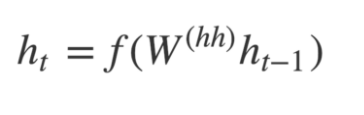 h_t = f(W^{(hh)} h_{t-1})